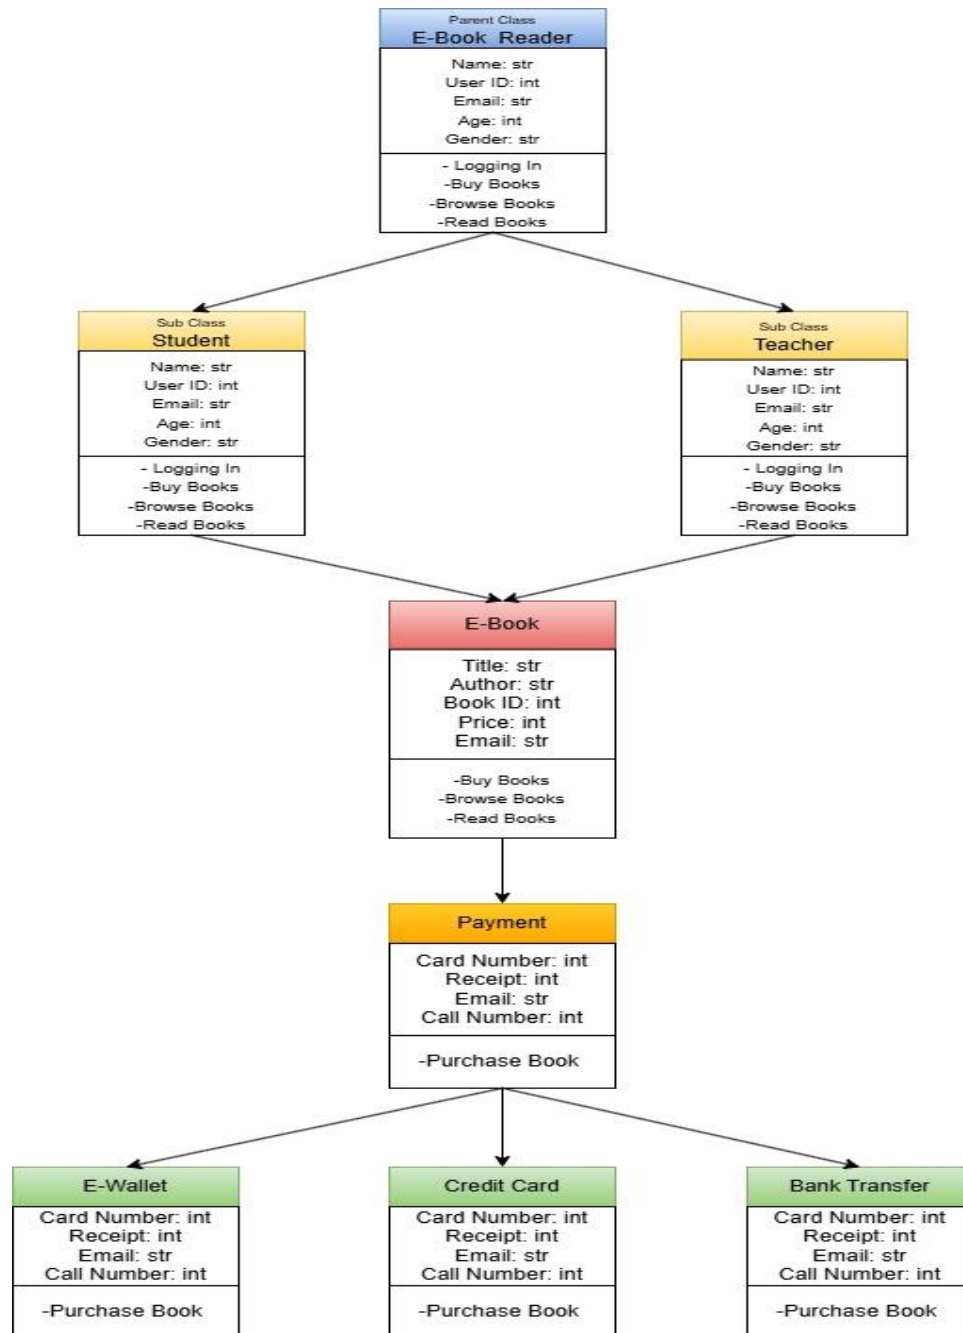 Parent Class
E-Book Reader
Name: str
User ID: int
Email: str
Age: int
Gender: str
- Logging In
-Buy Books
-Browse Books
-Read Books
Sub Class
Student
Name: str
User ID: int
Email: str
Age: int
Gender: str
- Logging In
-Buy Books
-Browse Books
-Read Books
Sub Class
Teacher
Name: str
User ID: int
Email: str
Age: int
Gender: str
- Logging In
-Buy Books
-Browse Books
-Read Books
E-Book
Title: str
Author: str
Book ID: int
Price: int
Email: str
-Buy Books
-Browse Books
-Read Books
Payment
Card Number: int
Receipt: int
Email: str
Call Number: int
-Purchase Book
E-Wallet
Card Number: int
Receipt: int
Email: str
Call Number: int
-Purchase Book
Credit Card
Card Number: int
Receipt: int
Email: str
Call Number: int
-Purchase Book
Bank Transfer
Card Number: int
Receipt: int
Email: str
Call Number: int
-Purchase Book